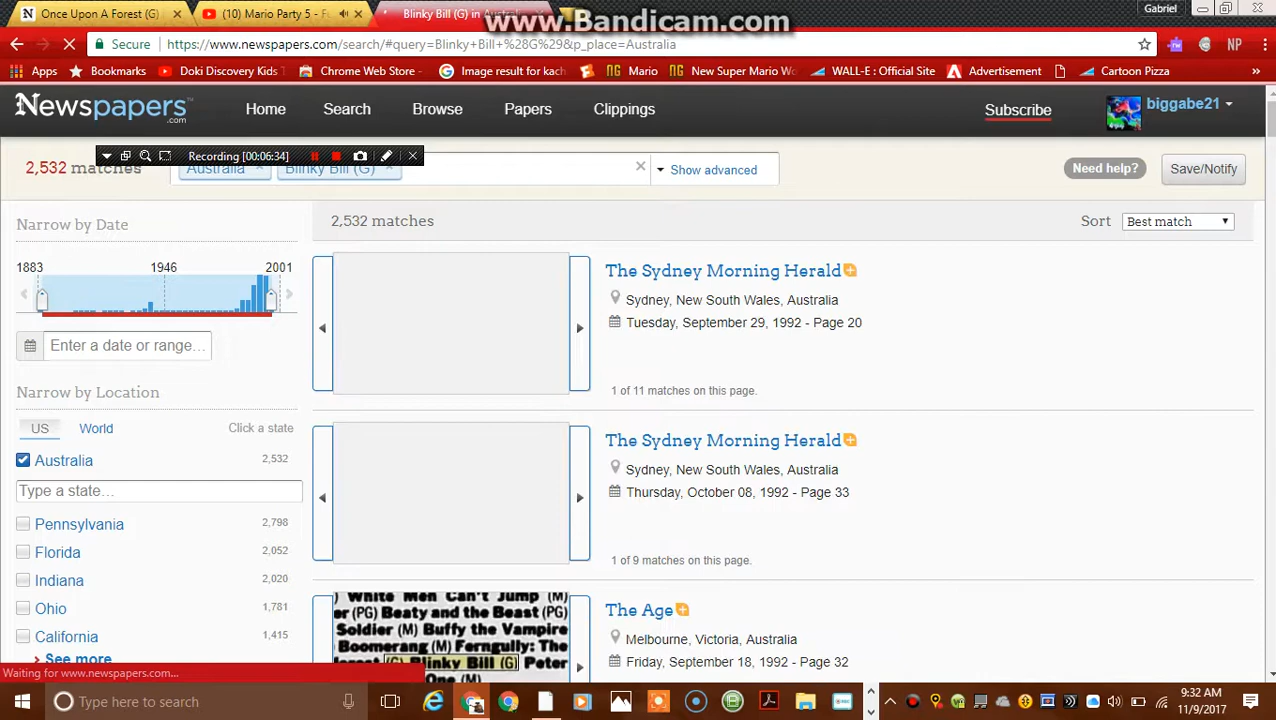 Once Upon A Forest (G)
(10) Mario Party 5 - F
Blinky Bill (G) in Austral
Gabriel
www.Bandicam.com
Secure
https://www.newspapers.com/search/#query=Blinky+Bill+%28G%29&p_place=Australia
NP
Apps
Bookmarks
Doki Discovery Kids
Chrome Web Store
Image result for kach
Mario
New Super Mario Wo
WALL-E : Official Site
Advertisement
Cartoon Pizza
»
Newspapers
.com
Home
Search
Browse
Papers
Clippings
Subscribe
biggabe21
Recording [00:06:34]
2,532 matches
Australia
Blinky Bill (G)
Show advanced
Need help?
Save/Notify
Narrow by Date
2,532 matches
Sort
Best match
1883
1946
2001
Enter a date or range...
The Sydney Morning Herald
Sydney, New South Wales, Australia
Tuesday, September 29, 1992 - Page 20
1 of 11 matches on this page.
Narrow by Location
US
World
Click a state
Australia
2,532
Type a state...
Pennsylvania
2,798
Florida
2,052
Indiana
2,020
Ohio
1,781
California
1,415
See more
The Sydney Morning Herald
Sydney, New South Wales, Australia
Thursday, October 08, 1992 - Page 33
1 of 9 matches on this page.
White Men Can't Jump (M)
er (PG) Beaty and the Beast (PG)
Soldier (M) Buffy the Vampire
Boomerang (M) Ferngully: The
orest (G) Blinky Bill (G) Peter
One (M)
The Age
Melbourne, Victoria, Australia
Friday, September 18, 1992 - Page 32
Waiting for www.newspapers.com...
Type here to search
9:32 AM
11/9/2017